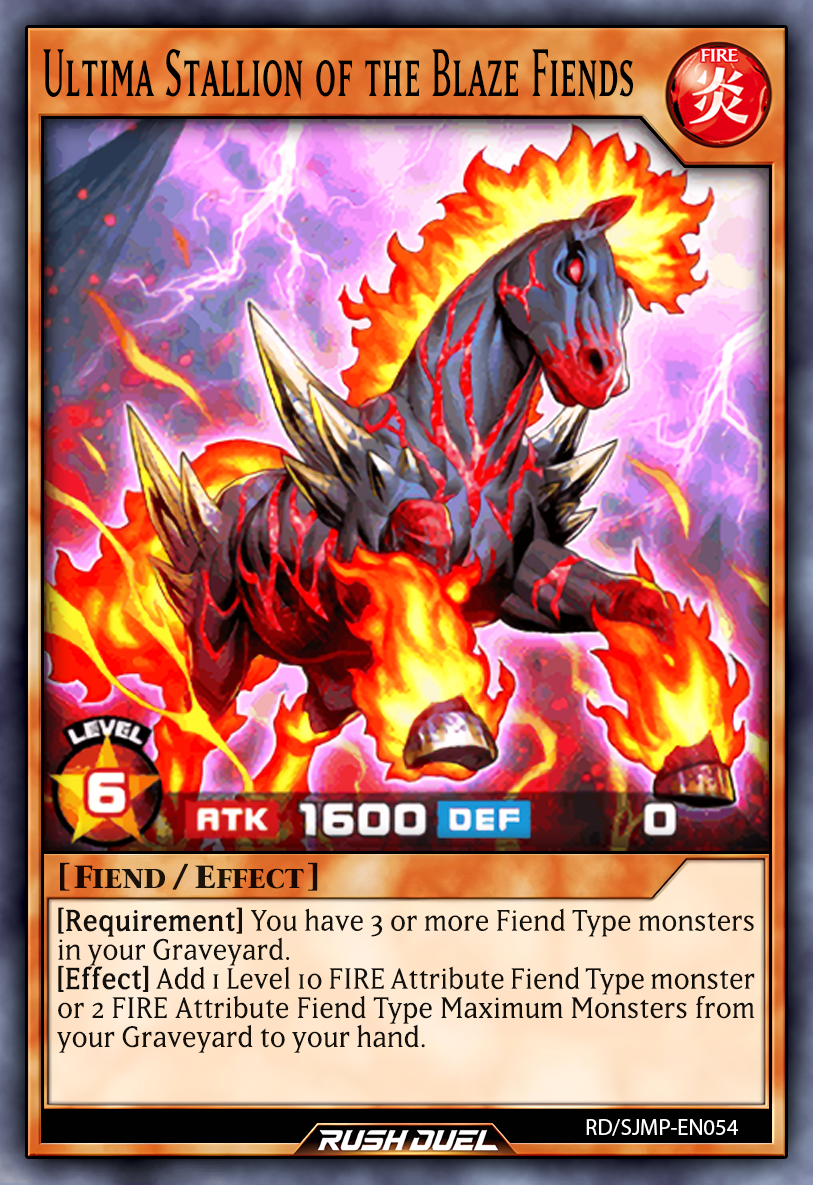 ULTIMA STALLION OF THE BLAZE FIENDS
FIRE
炎
LEVEL
6
ATK 1600 DEF 0
[FIEND / EFFECT]
[Requirement] You have 3 or more Fiend Type monsters
in your Graveyard.
[Effect] Add 1 Level 10 FIRE Attribute Fiend Type monster
or 2 FIRE Attribute Fiend Type Maximum Monsters from
your Graveyard to your hand.
RD/SJMP-EN054
RUSH DUEL